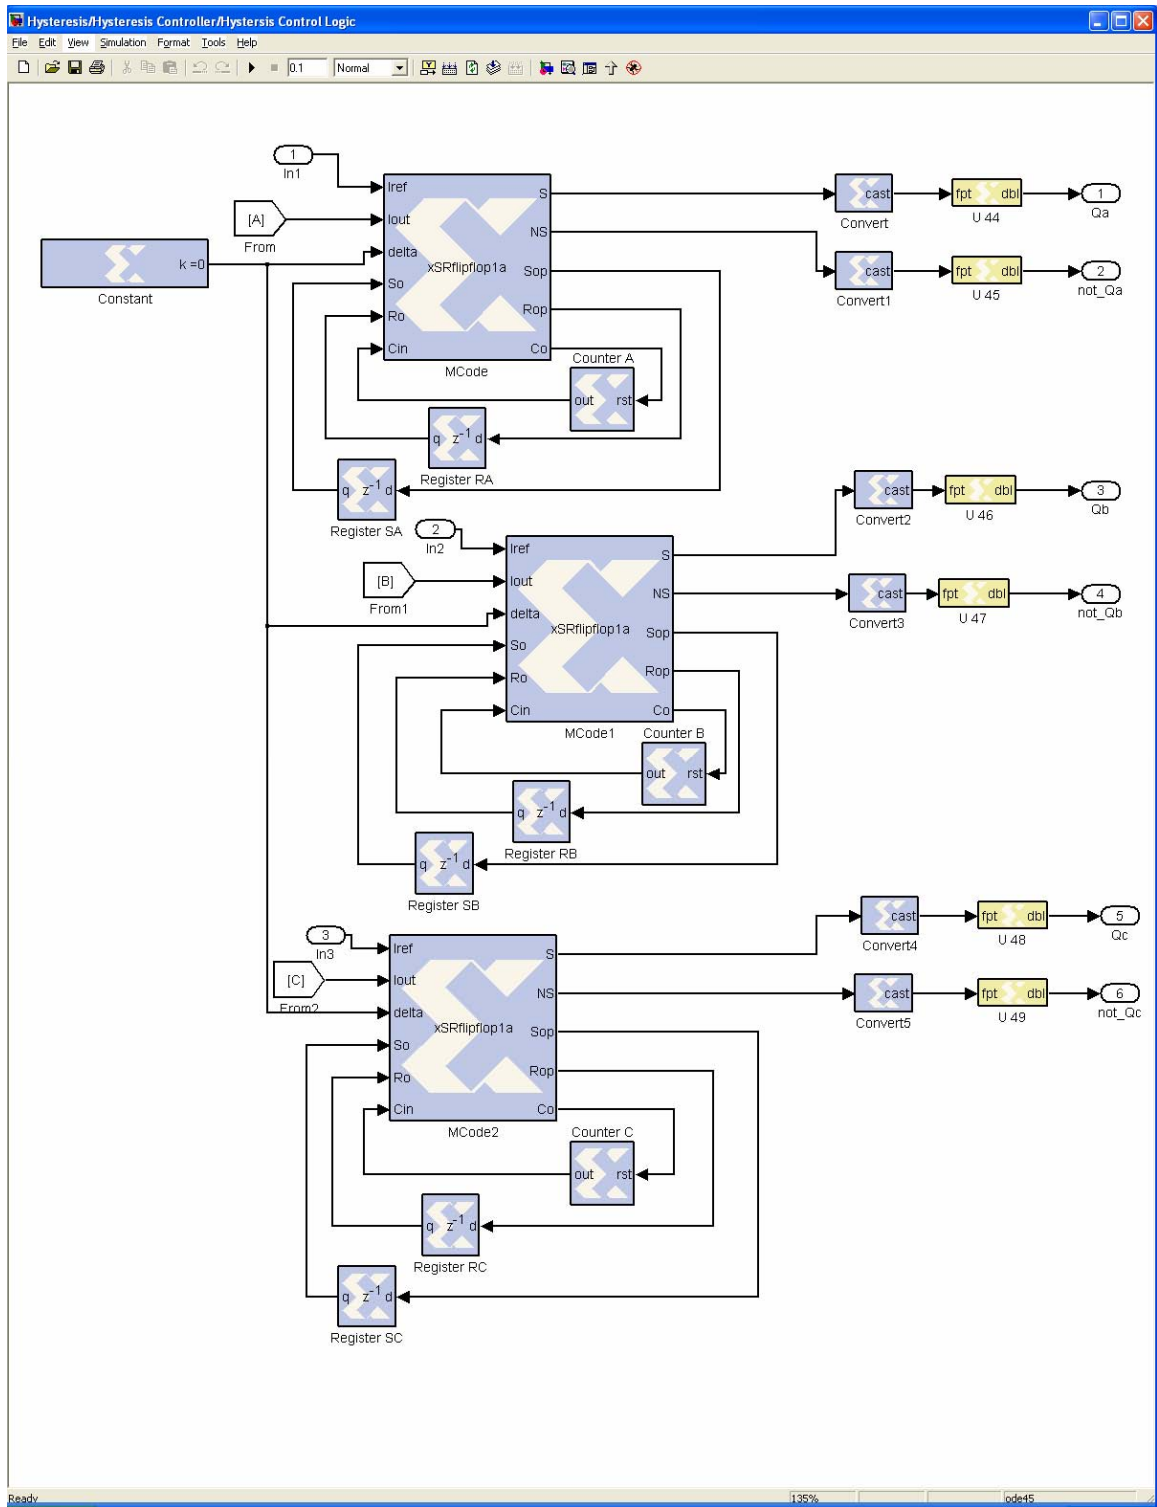 Hysteresis/Hysteresis Controller/Hystersis Control Logic
File Edit View Simulation Format Tools Help
0.1 Normal
1
In1
[A]
From
k =0
Constant
Iref
Iout
delta
So
Ro
Cin
xSRflipflop1a
S
NS
Sop
Rop
Co
MCode
cast
Convert
fpt dbl
U 44
1
Qa
cast
Convert1
fpt dbl
U 45
2
not_Qa
Counter A
out rst
q z-1 d
Register RA
q z-1 d
Register SA
2
In2
[B]
From1
Iref
Iout
delta
So
Ro
Cin
xSRflipflop1a
S
NS
Sop
Rop
Co
MCode1
cast
Convert2
fpt dbl
U 46
3
Qb
cast
Convert3
fpt dbl
U 47
4
not_Qb
Counter B
out rst
q z-1 d
Register RB
q z-1 d
Register SB
3
In3
[C]
From2
Iref
Iout
delta
So
Ro
Cin
xSRflipflop1a
S
NS
Sop
Rop
Co
MCode2
cast
Convert4
fpt dbl
U 48
5
Qc
cast
Convert5
fpt dbl
U 49
6
not_Qc
Counter C
out rst
q z-1 d
Register RC
q z-1 d
Register SC
Ready 135% ode45